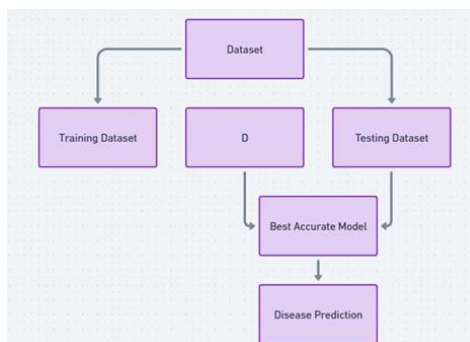 Dataset
Training Dataset
D
Testing Dataset
Best Accurate Model
Disease Prediction